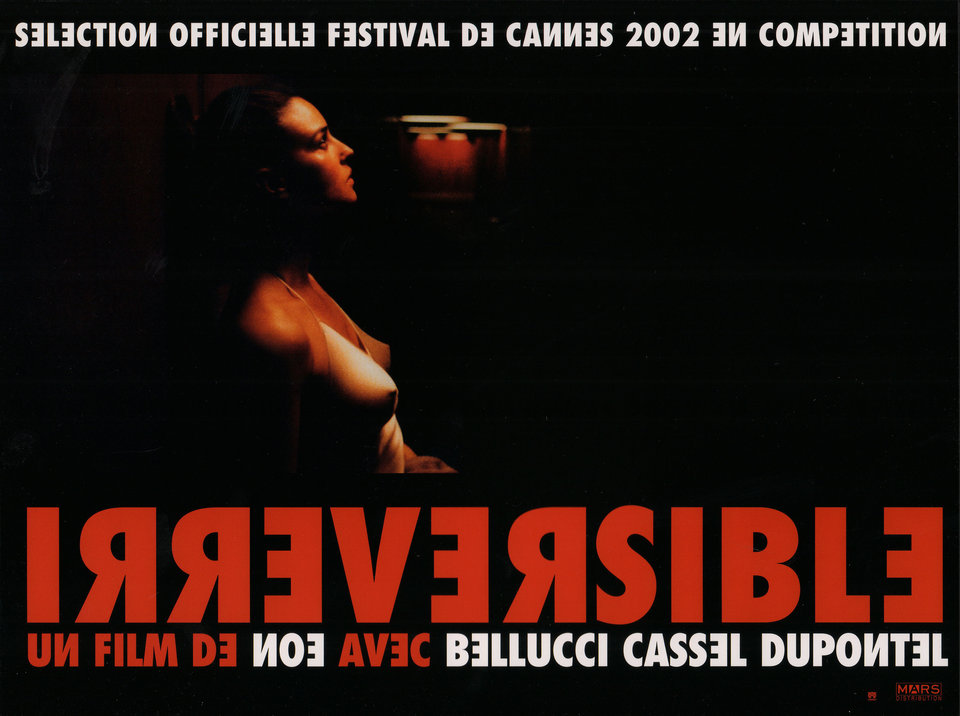 SELECTION OFFICIELLE FESTIVAL DE CANNES 2002 EN COMPETITION
IRREVERSIBLE
UN FILM DE NOE AVEC BELLUCCI CASSEL DUPONTEL
MARS
DISTRIBUTION